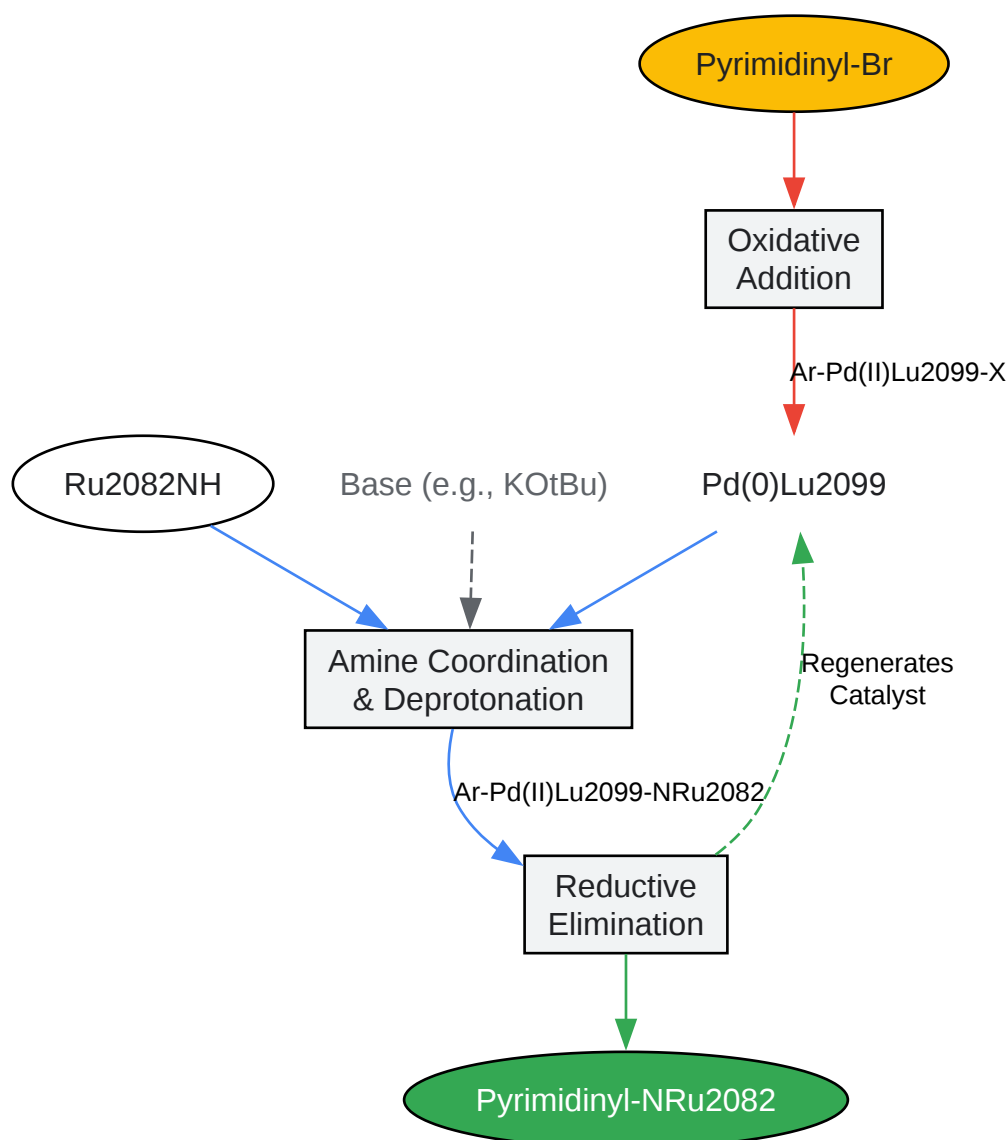 Pyrimidinyl-Br
Oxidative
Addition
Ar-Pd(II)Lu2099-X
Ru2082NH
Base (e.g., KOtBu)
Pd(0)Lu2099
Amine Coordination
& Deprotonation
Regenerates
Catalyst
Ar-Pd(II)Lu2099-NRu2082
Reductive
Elimination
Pyrimidinyl-NRu2082